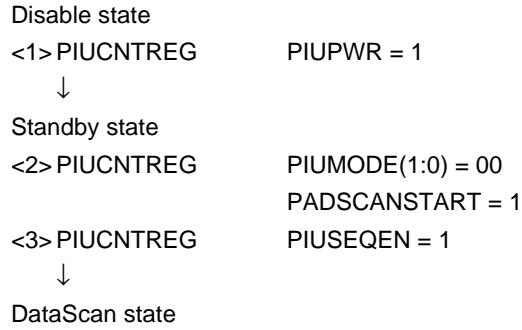 Disable state
<1> PIUCNTREG PIUPWR = 1
↓
Standby state
<2> PIUCNTREG PIUMODE(1:0) = 00
PADSCANSTART = 1
<3> PIUCNTREG PIUSEQEN = 1
↓
DataScan state